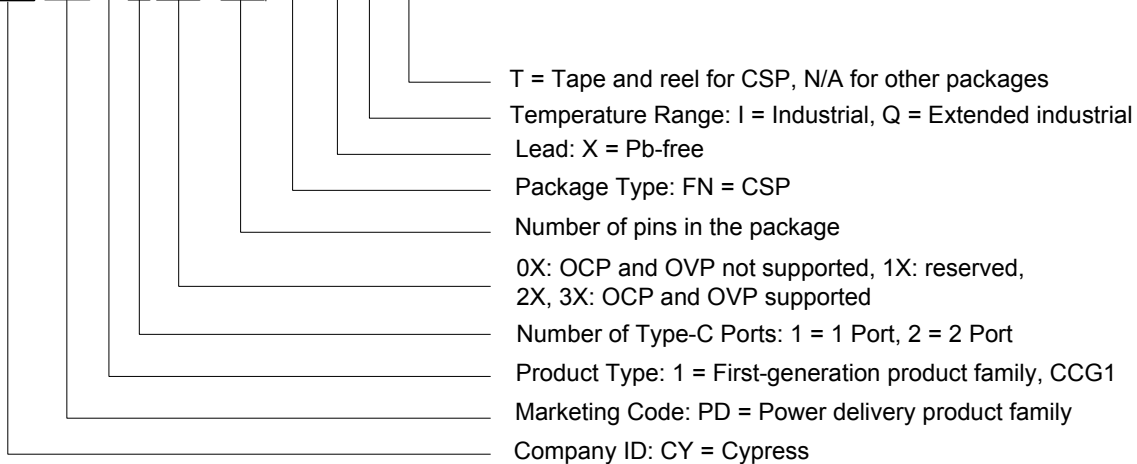 T = Tape and reel for CSP, N/A for other packages
Temperature Range: I = Industrial, Q = Extended industrial
Lead: X = Pb-free
Package Type: FN = CSP
Number of pins in the package
0X: OCP and OVP not supported, 1X: reserved,
2X, 3X: OCP and OVP supported
Number of Type-C Ports: 1 = 1 Port, 2 = 2 Port
Product Type: 1 = First-generation product family, CCG1
Marketing Code: PD = Power delivery product family
Company ID: CY = Cypress